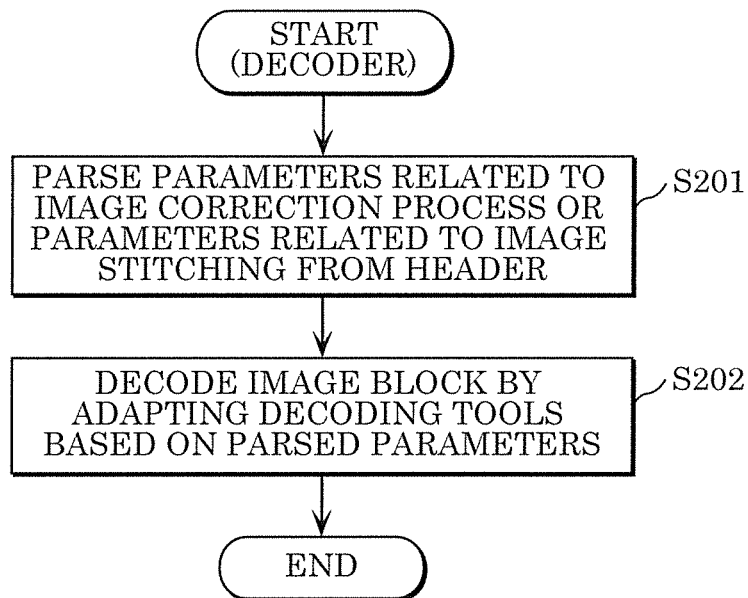 START
(DECODER)
PARSE PARAMETERS RELATED TO
IMAGE CORRECTION PROCESS OR
PARAMETERS RELATED TO IMAGE
STITCHING FROM HEADER
S201
DECODE IMAGE BLOCK BY
ADAPTING DECODING TOOLS
BASED ON PARSED PARAMETERS
S202
END